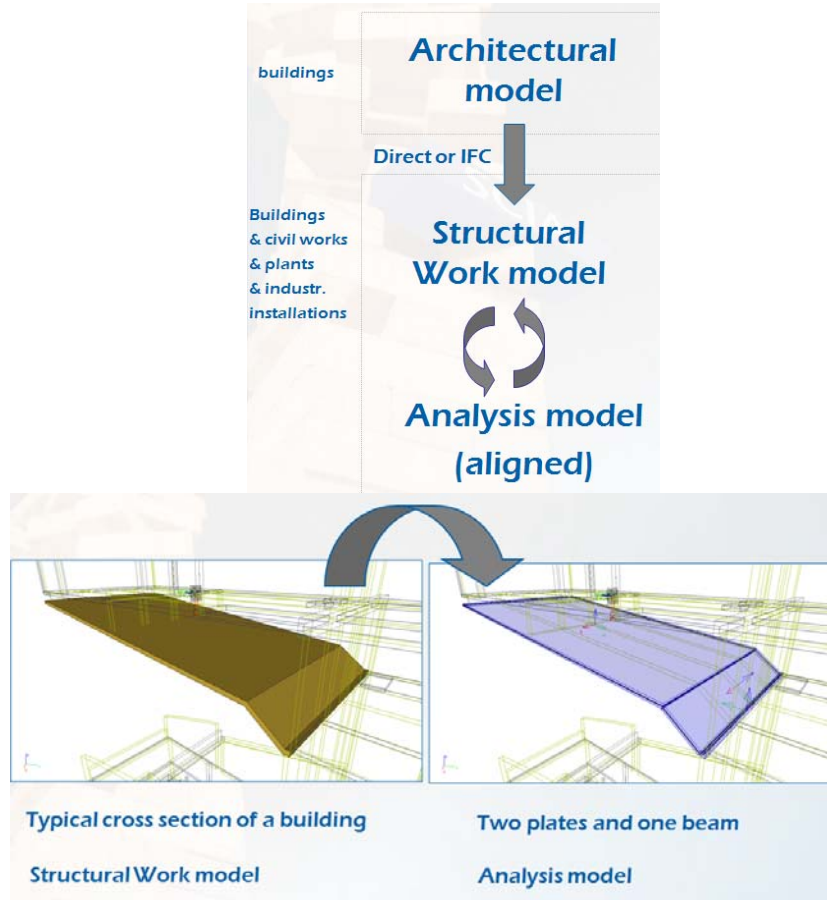 Architectural
model
buildings
Direct or IFC
Buildings
& civil works
& plants
& industr.
installations
Structural
Work model
Analysis model
(aligned)
Typical cross section of a building
Two plates and one beam
Structural Work model
Analysis model